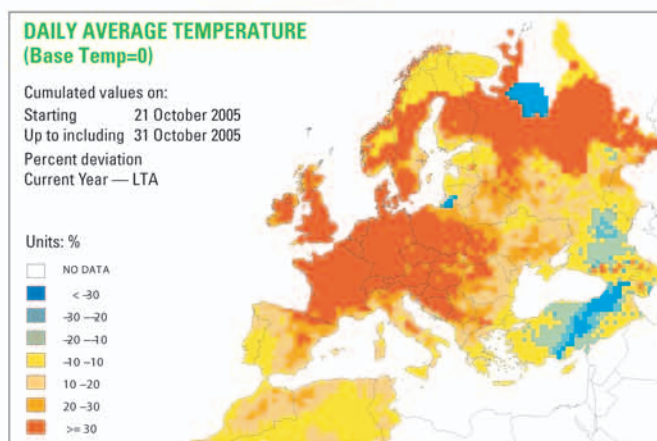 DAILY AVERAGE TEMPERATURE
(Base Temp=0)
Cumulated values on:
Starting 21 October 2005
Up to including 31 October 2005
Percent deviation
Current Year — LTA
Units: %
NO DATA
< -30
-30 –-20
-20 –-10
-10 –10
10 –20
20 –30
>= 30